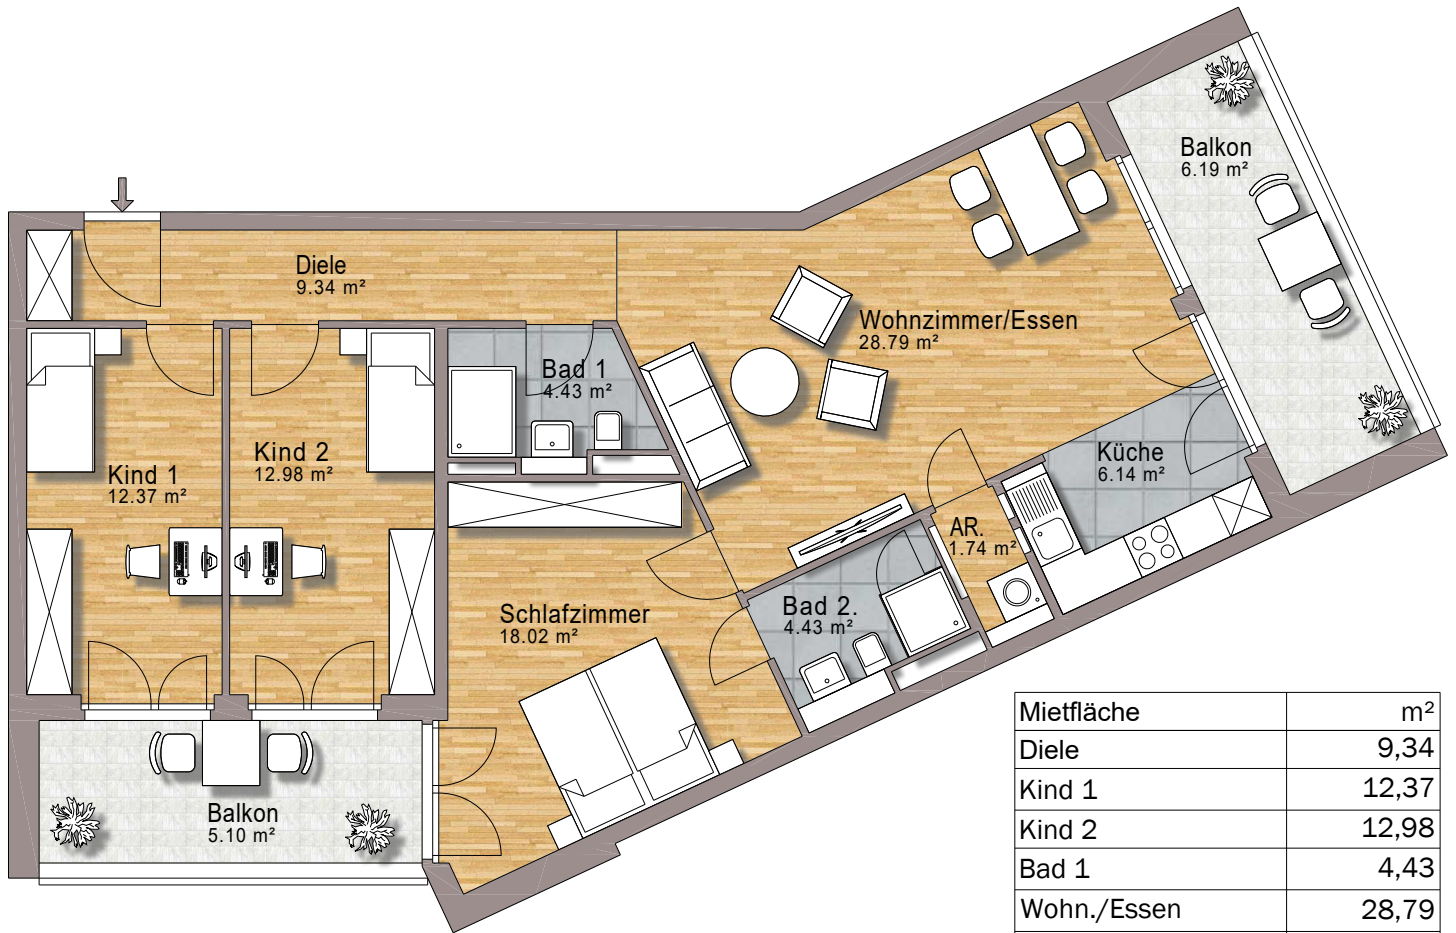 Balkon
6.19 m²
Diele
9.34 m²
Wohnzimmer/Essen
28.79 m²
Bad 1
4.43 m²
Kind 1
12.37 m²
Kind 2
12.98 m²
Küche
6.14 m²
AR.
1.74 m²
Schlafzimmer
18.02 m²
Bad 2.
4.43 m²
Balkon
5.10 m²
Mietfläche m²
Diele 9,34
Kind 1 12,37
Kind 2 12,98
Bad 1 4,43
Wohn./Essen 28,79